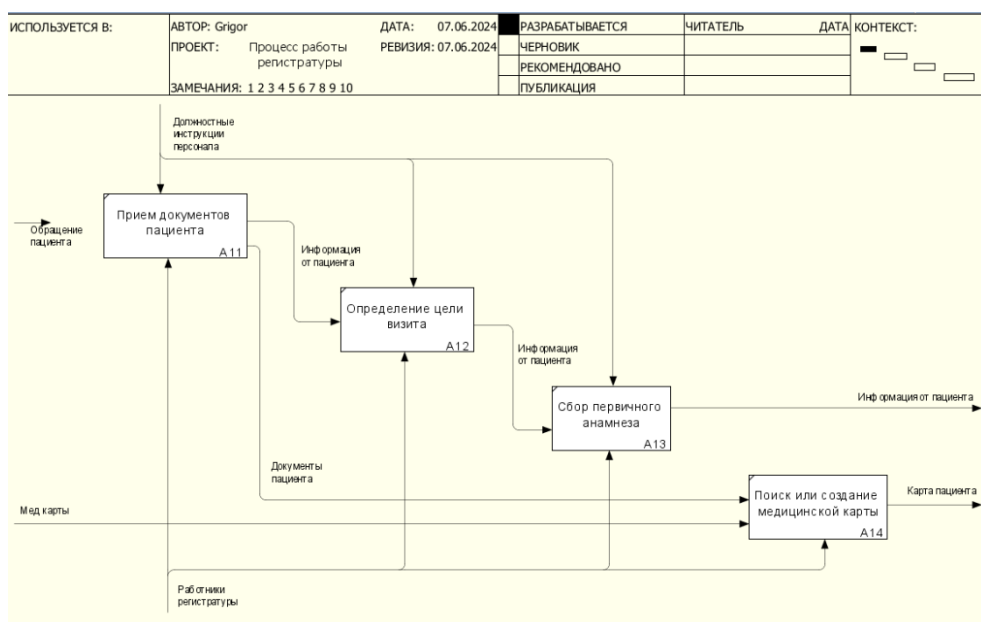 ИСПОЛЬЗУЕТСЯ В:
АВТОР: Grigor
ДАТА: 07.06.2024
РАЗРАБАТЫВАЕТСЯ
ЧИТАТЕЛЬ
ДАТА
КОНТЕКСТ:
ПРОЕКТ: Процесс работы
регистратуры
РЕВИЗИЯ: 07.06.2024
ЧЕРНОВИК
РЕКОМЕНДОВАНО
ЗАМЕЧАНИЯ: 1 2 3 4 5 6 7 8 9 10
ПУБЛИКАЦИЯ
Должностные
инструкции
персонала
Обращение
пациента
Прием документов
пациента
A11
Информация
от пациента
Определение цели
визита
A12
Информация
от пациента
Сбор первичного
анамнеза
A13
Информация от пациента
Документы
пациента
Мед карты
Поиск или создание
медицинской карты
A14
Карта пациента
Работники
регистратуры